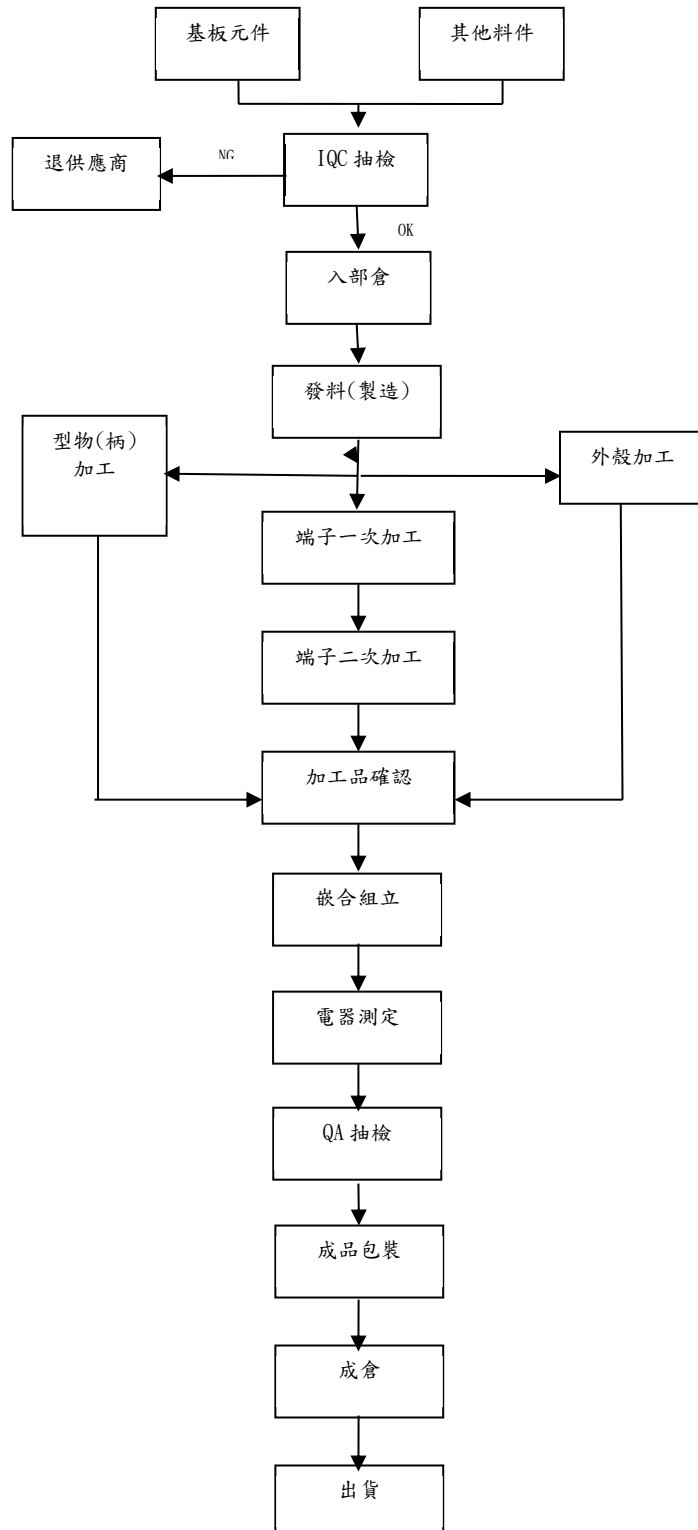 基板元件
其他料件
IQC 抽檢
NG
退供應商
OK
入部倉
發料(製造)
型物(柄)
加工
外殼加工
端子一次加工
端子二次加工
加工品確認
嵌合組立
電器測定
QA 抽檢
成品包裝
成倉
出貨